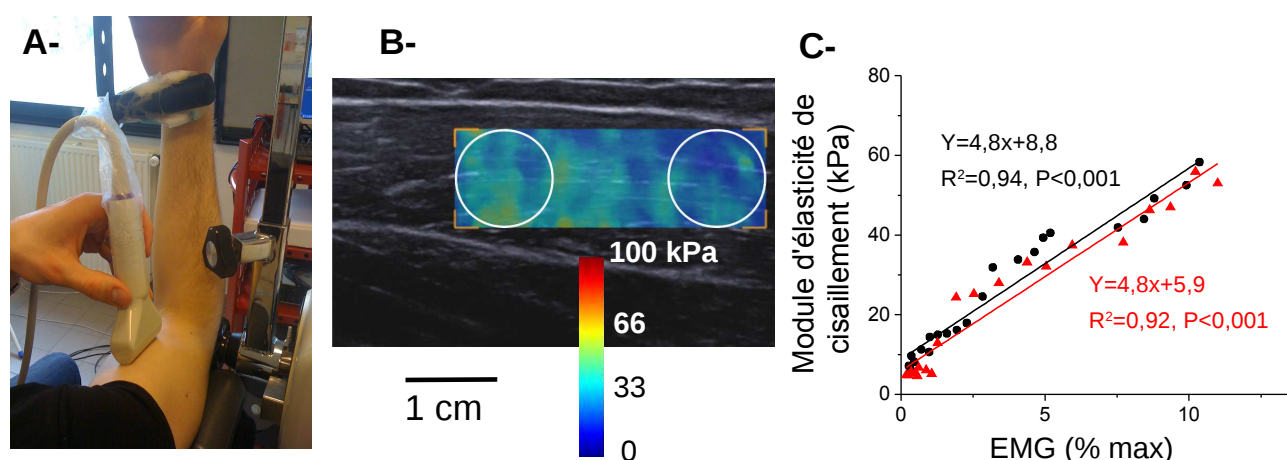 A-
B-
100 kPa
66
33
0
1 cm
C-
Module d'élasticité de
cisaillement (kPa)
80
60
40
20
0
Y=4,8x+8,8
R²=0,94, P<0,001
Y=4,8x+5,9
R²=0,92, P<0,001
0
5
10
EMG (% max)